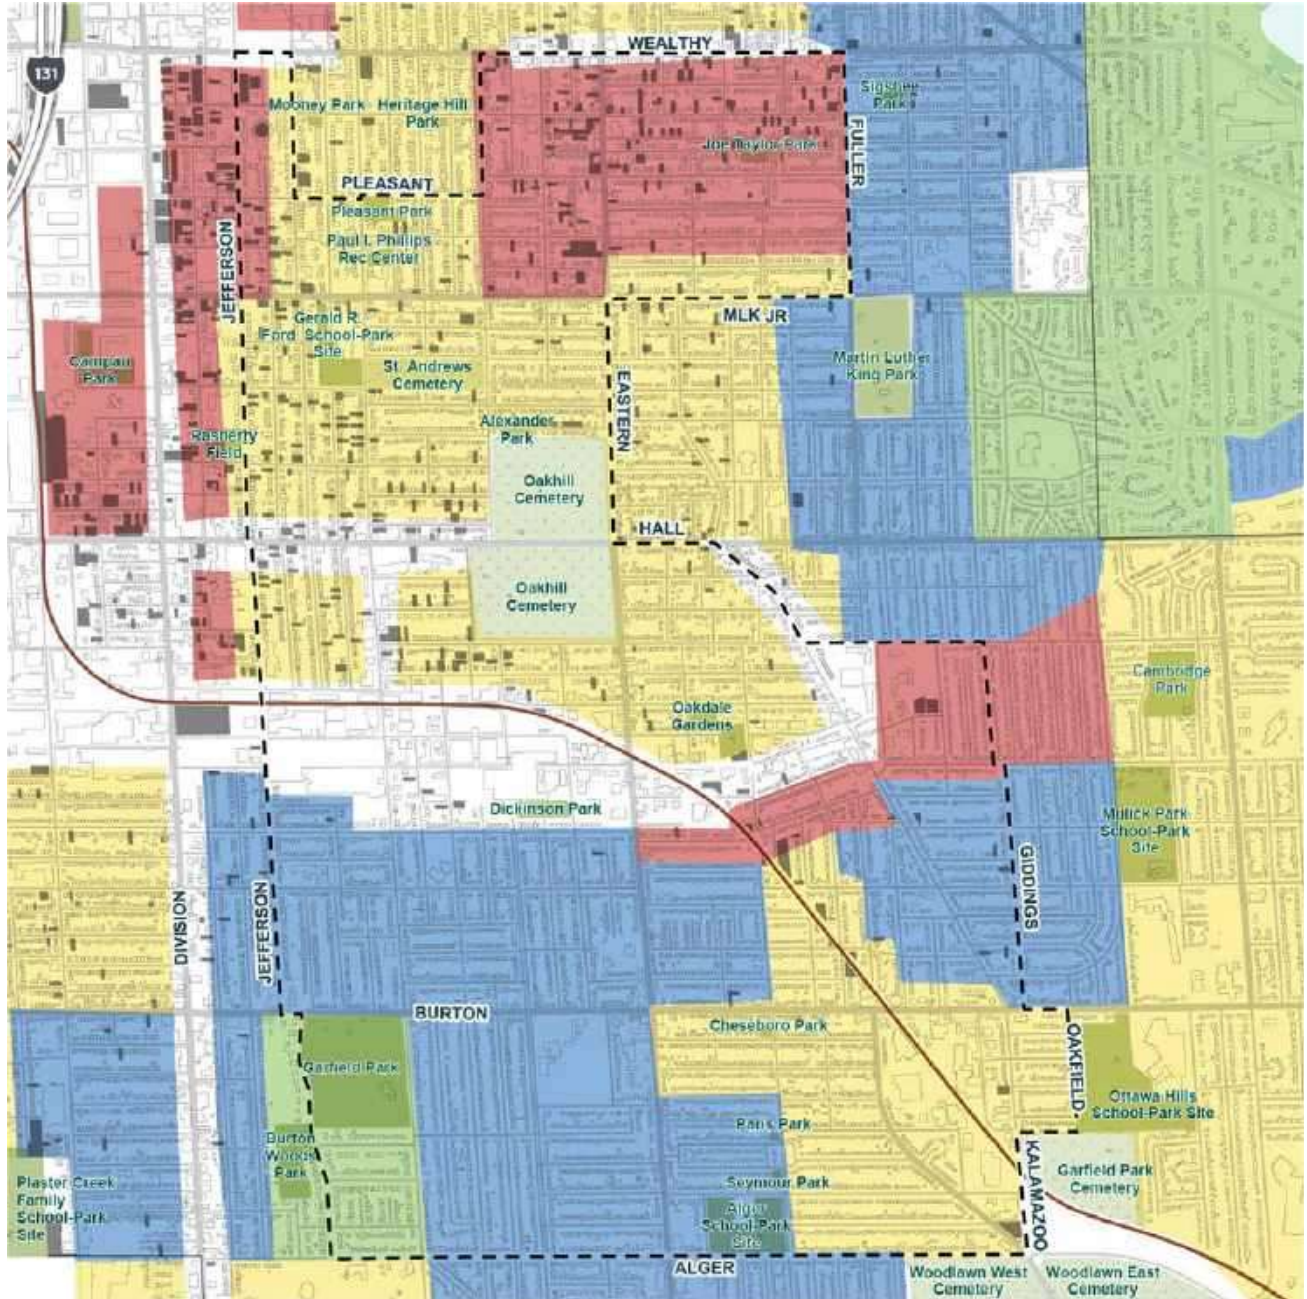 WEALTHY
131
Sigsbee
Park
Mooney Park
Heritage Hill
Park
Joe Taylor Park
FULLER
PLEASANT
Pleasant Park
JEFFERSON
Paul I. Phillips
Rec Center
Gerald R.
Ford School-Park
Site
MLK JR
Campau
Park
St. Andrews
Cemetery
Martin Luther
King Park
EASTERN
Alexander
Park
Rasberry
Field
Oakhill
Cemetery
HALL
Oakhill
Cemetery
Cambridge
Park
Oakdale
Gardens
Dickinson Park
Mulick Park
School-Park
Site
GIDDINGS
DIVISION
JEFFERSON
BURTON
Cheseboro Park
OAKFIELD
Garfield Park
Ottawa Hills
School-Park Site
Burton
Woods
Park
Paris Park
KALAMAZOO
Garfield Park
Cemetery
Plaster Creek
Family
School-Park
Site
Seymour Park
Alger
School-Park
Site
ALGER
Woodlawn West
Cemetery
Woodlawn East
Cemetery